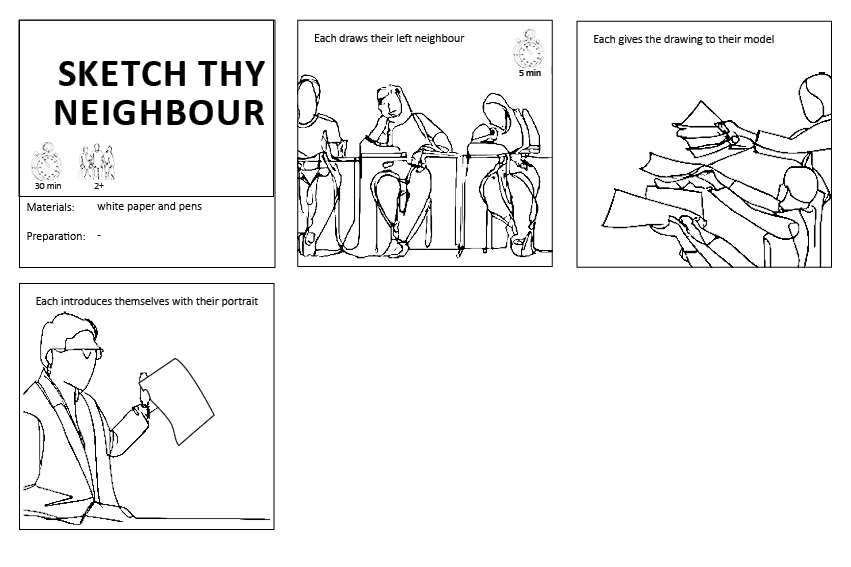 SKETCH THY
NEIGHBOUR
30 min
2+
Materials: white paper and pens
Preparation: -
Each draws their left neighbour
5 min
Each gives the drawing to their model
Each introduces themselves with their portrait